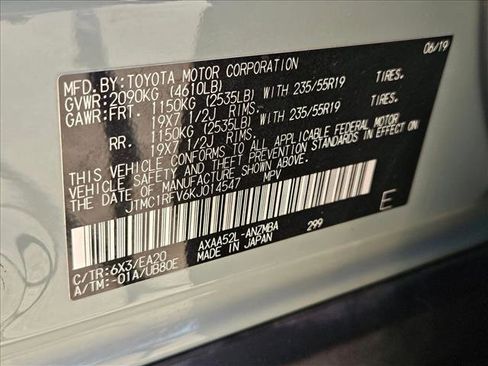 MFD.BY:TOYOTA MOTOR CORPORATION 06/19
GVWR:2090KG (4610LB)
GAWR:FRT. 1150KG (2535LB) WITH 235/55R19 TIRES,
19X7 1/2J RIMS.
RR. 1150KG (2535LB) WITH 235/55R19 TIRES,
19X7 1/2J RIMS.
THIS VEHICLE CONFORMS TO ALL APPLICABLE FEDERAL MOTOR
VEHICLE SAFETY AND THEFT PREVENTION STANDARDS IN EFFECT ON
THE DATE OF MANUFACTURE SHOWN ABOVE.
JTMC1RFV6KJ014547 MPV
E
AXAA52L-ANZMBA
C/TR:6X3/EA20 MADE IN JAPAN 299
A/TM:-01A/UB80E